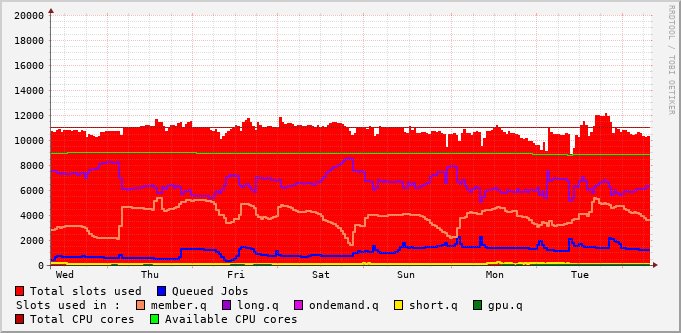 20000
18000
16000
14000
12000
10000
8000
6000
4000
2000
0
Wed Thu Fri Sat Sun Mon Tue
Total slots used Queued Jobs
Slots used in : member.q long.q ondemand.q short.q gpu.q
Total CPU cores Available CPU cores
RRDTOOL / TOBI OETIKER